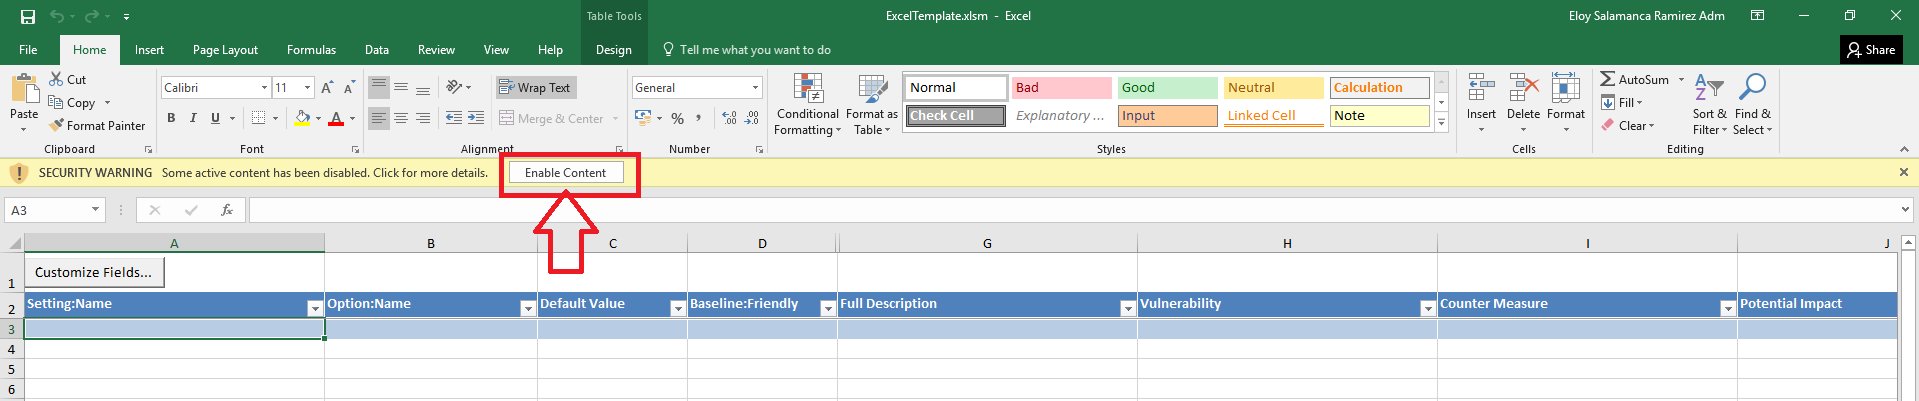 Table Tools
ExcelTemplate.xlsm - Excel
Eloy Salamanca Ramirez Adm
File Home Insert Page Layout Formulas Data Review View Help Design Tell me what you want to do Share
Cut
Calibri 11 Wrap Text General
Normal Bad Good Neutral Calculation
AutoSum
Copy
Paste Format Painter
B I U A Merge & Center % ,
Conditional Formatting Format as Table
Check Cell Explanatory ... Input Linked Cell Note
Insert Delete Format
Fill
Clear
Sort & Filter Find & Select
Clipboard Font Alignment Number Styles Cells Editing
SECURITY WARNING Some active content has been disabled. Click for more details. Enable Content
A3 fx
A B C D G H I J
1 Customize Fields...
2 Setting:Name Option:Name Default Value Baseline:Friendly Full Description Vulnerability Counter Measure Potential Impact
3
4
5
6